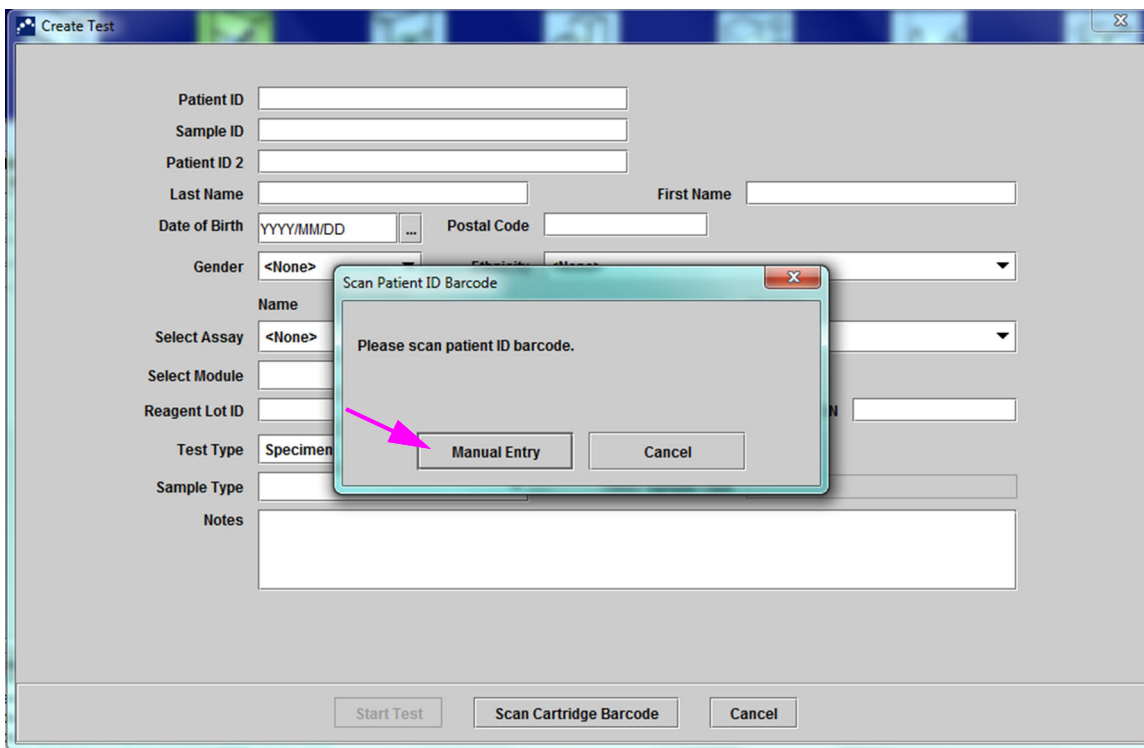 Create Test
Patient ID
Sample ID
Patient ID 2
Last Name First Name
Date of Birth YYYY/MM/DD ... Postal Code
Gender <None> Ethnicity <None>
Scan Patient ID Barcode
Name
Select Assay <None>
Please scan patient ID barcode.
Select Module
Reagent Lot ID N
Test Type Specimen
Manual Entry Cancel
Sample Type
Notes
Start Test Scan Cartridge Barcode Cancel